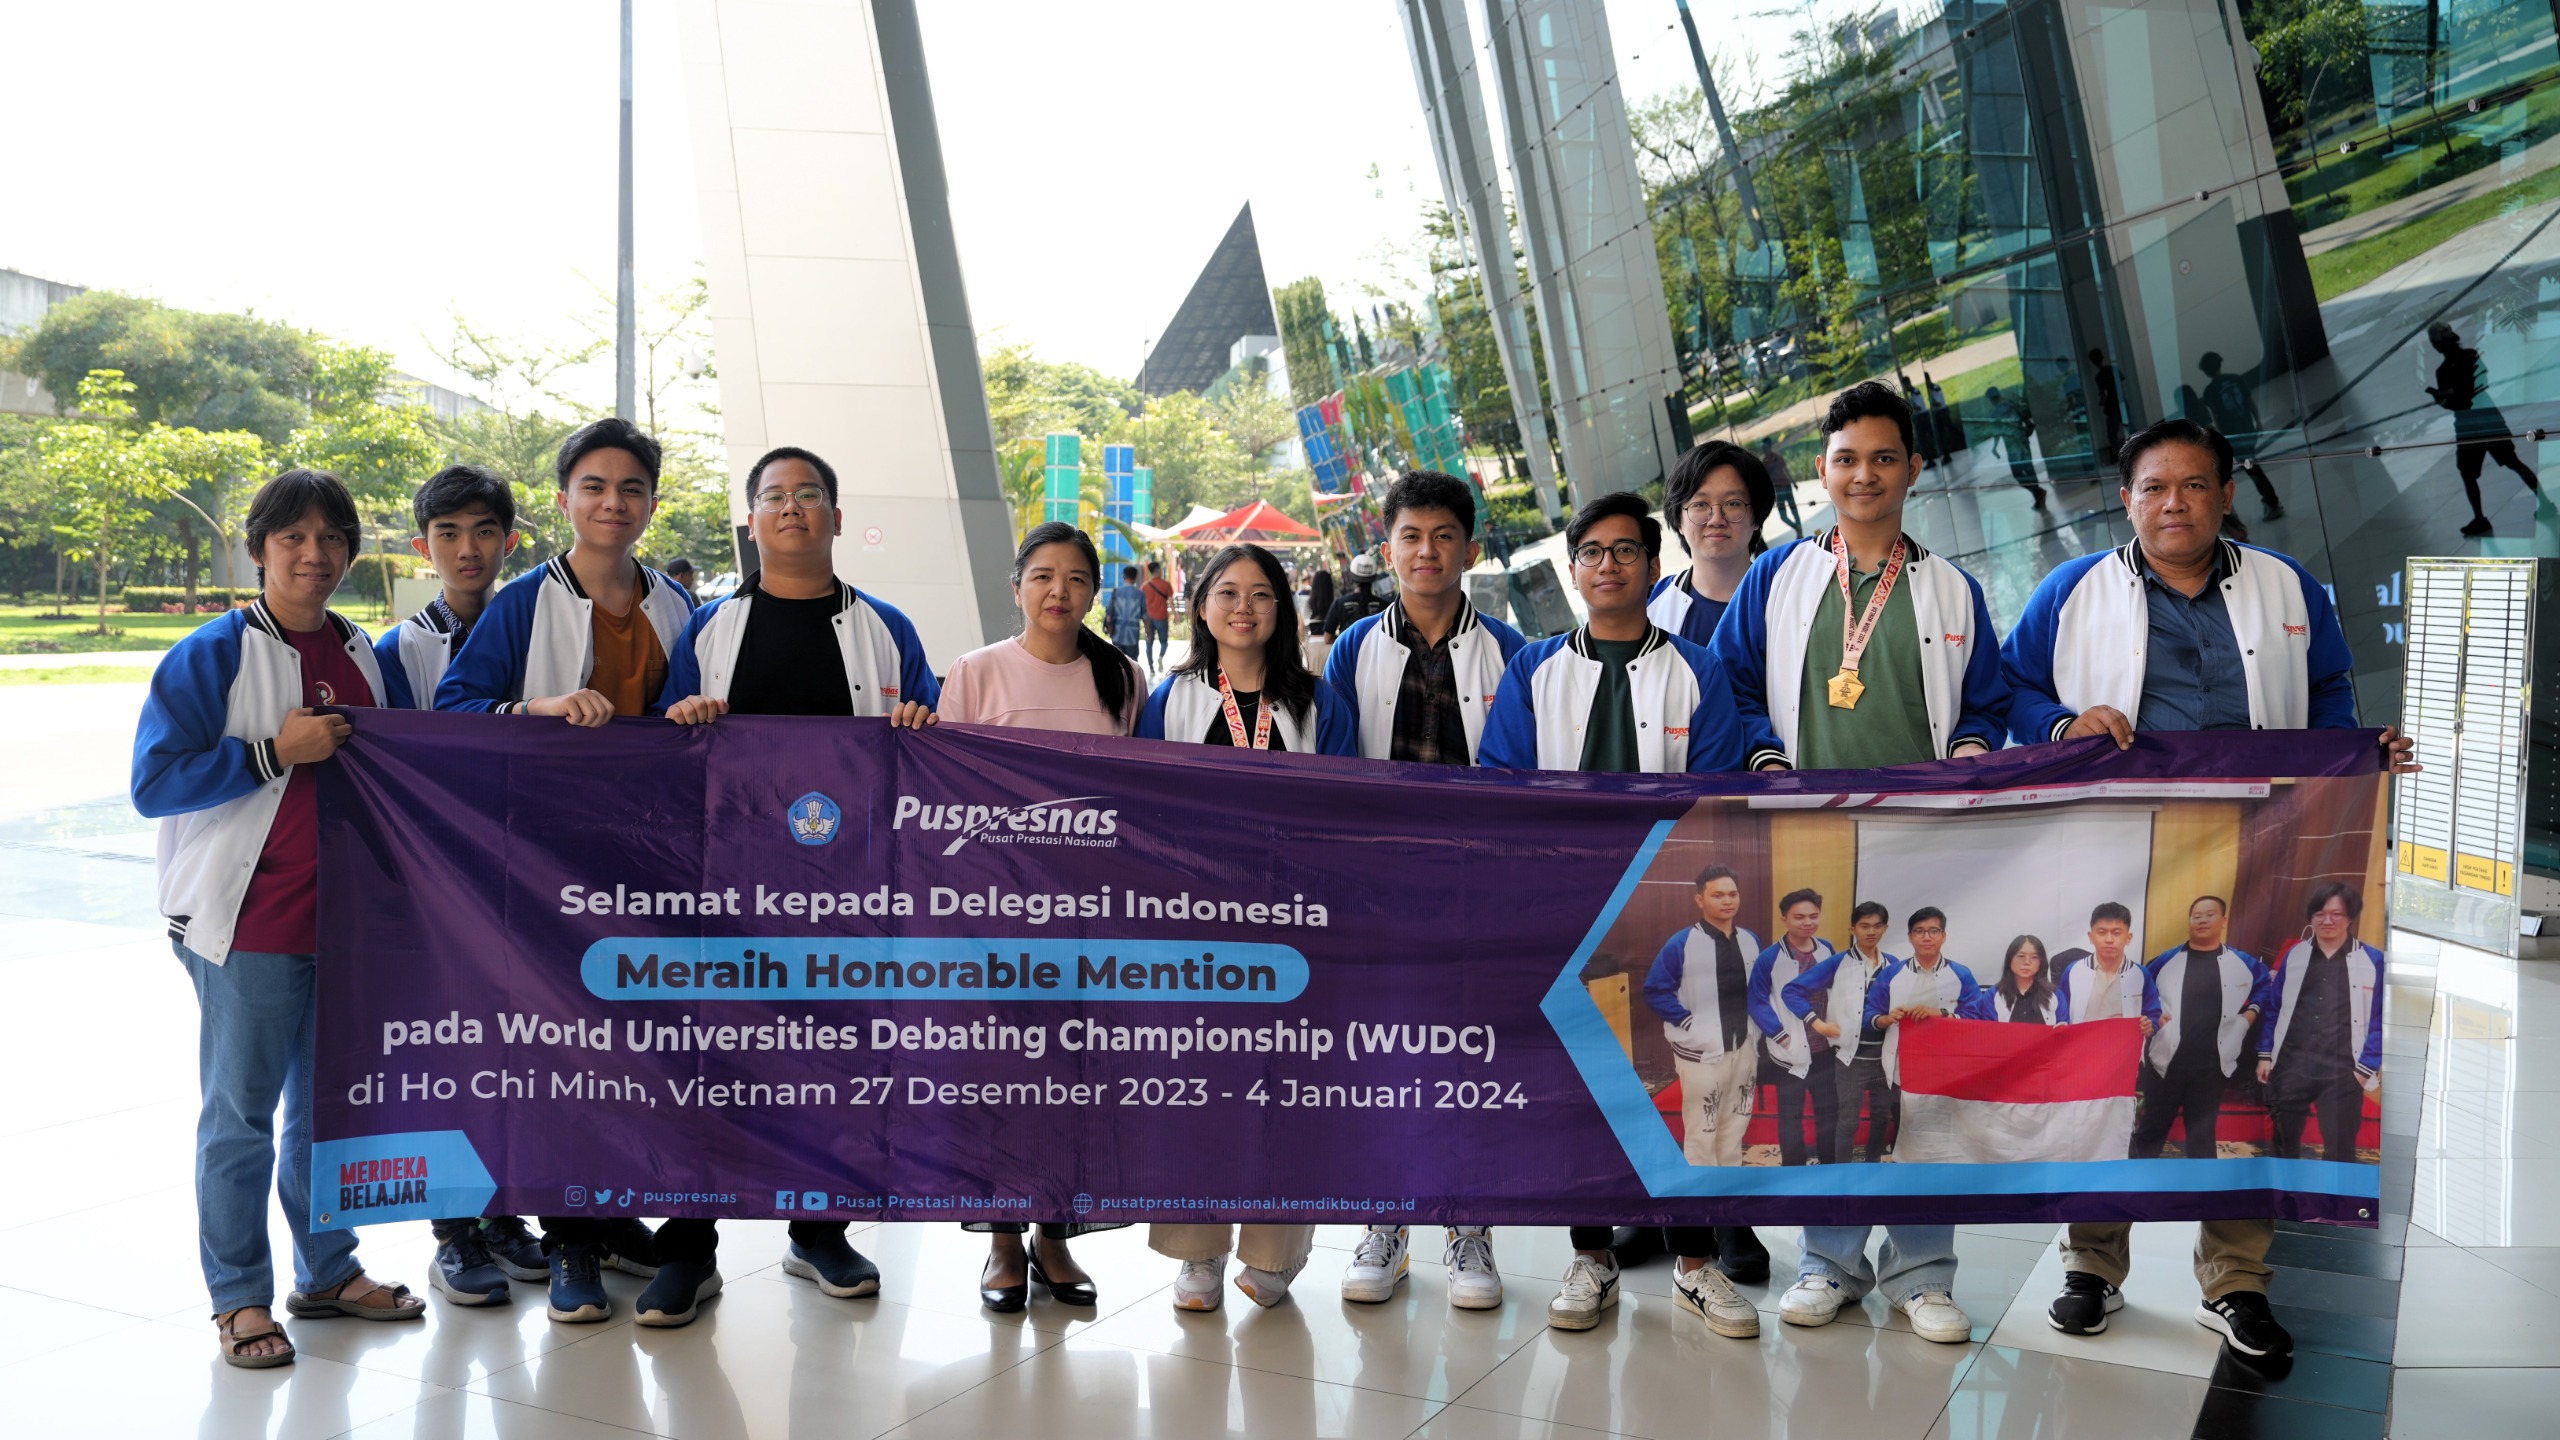 Puspresnas
Pusat Prestasi Nasional
Selamat kepada Delegasi Indonesia
Meraih Honorable Mention
pada World Universities Debating Championship (WUDC)
di Ho Chi Minh, Vietnam 27 Desember 2023 - 4 Januari 2024
MERDEKA
BELAJAR
puspresnas
Pusat Prestasi Nasional
pusatprestasinasional.kemdikbud.go.id